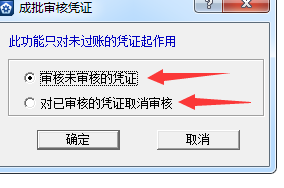 成批审核凭证
此功能只对未过账的凭证起作用
审核未审核的凭证
对已审核的凭证取消审核
确定 取消